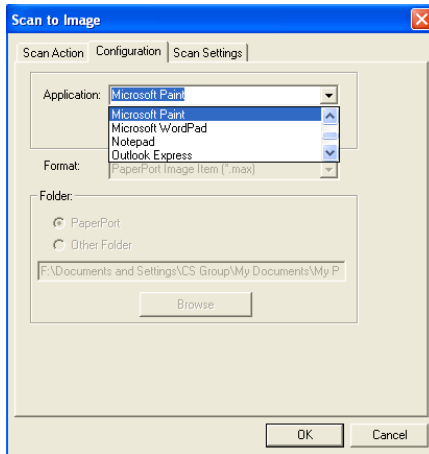 Scan to Image
Scan Action Configuration Scan Settings
Application: Microsoft Paint
Microsoft Paint
Microsoft WordPad
Notepad
Outlook Express
Format: PaperPort Image Item (*.max)
Folder:
PaperPort
Other Folder
F:\Documents and Settings\CS Group\My Documents\My P
Browse
OK Cancel